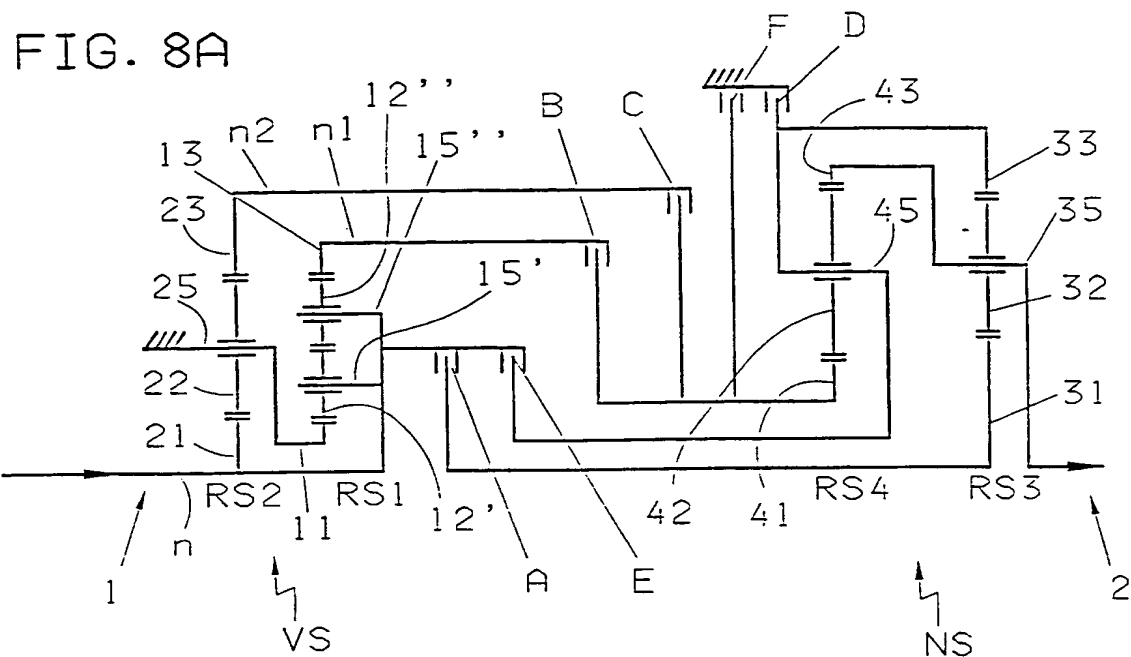 FIG. 8A
F D
12'' B C 43
n2 n1 15''
13 33
23 45 35
25 15'
22 32
21 31
RS2 RS1 RS4 RS3
n 11 12' 42 41
1 A E 2
VS NS